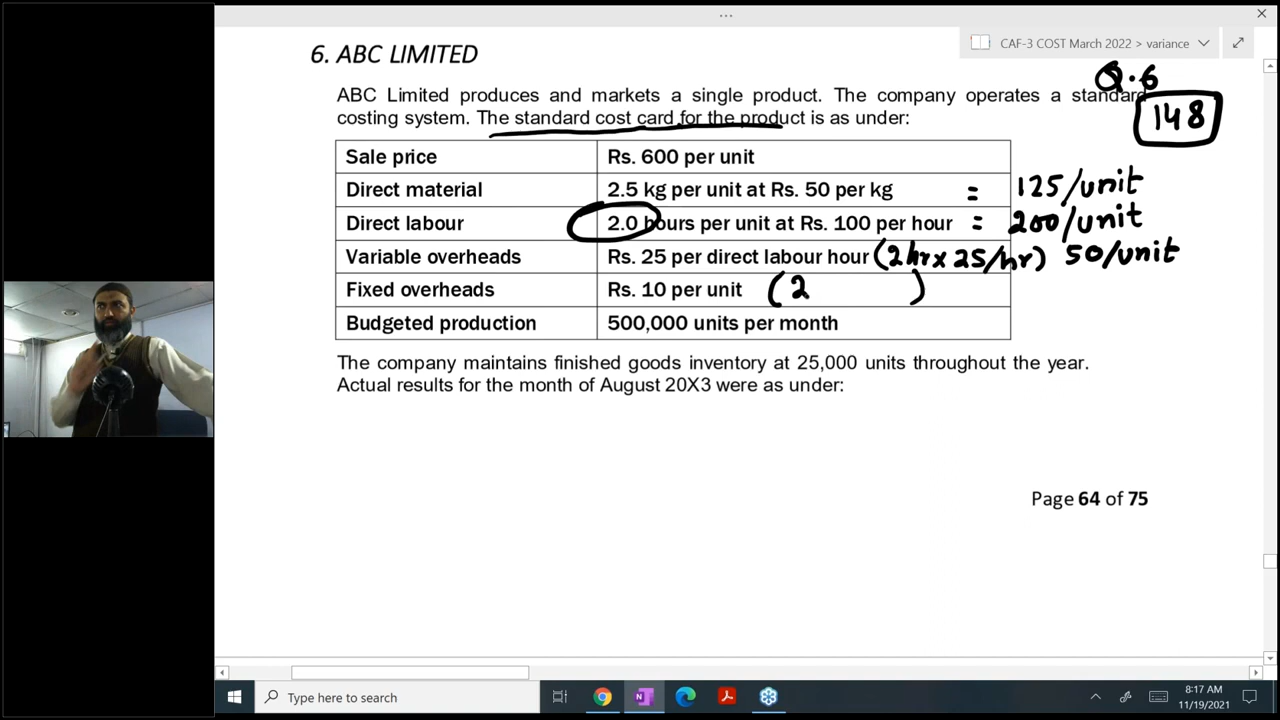 CAF-3 COST March 2022 > variance
6. ABC LIMITED
Q.6
148
ABC Limited produces and markets a single product. The company operates a standard
costing system. The standard cost card for the product is as under:
Sale price Rs. 600 per unit
Direct material 2.5 kg per unit at Rs. 50 per kg = 125/unit
Direct labour 2.0 hours per unit at Rs. 100 per hour = 200/unit
Variable overheads Rs. 25 per direct labour hour (2hr x 25/hr) 50/unit
Fixed overheads Rs. 10 per unit (2 )
Budgeted production 500,000 units per month
The company maintains finished goods inventory at 25,000 units throughout the year.
Actual results for the month of August 20X3 were as under:
Page 64 of 75
Type here to search
8:17 AM
11/19/2021